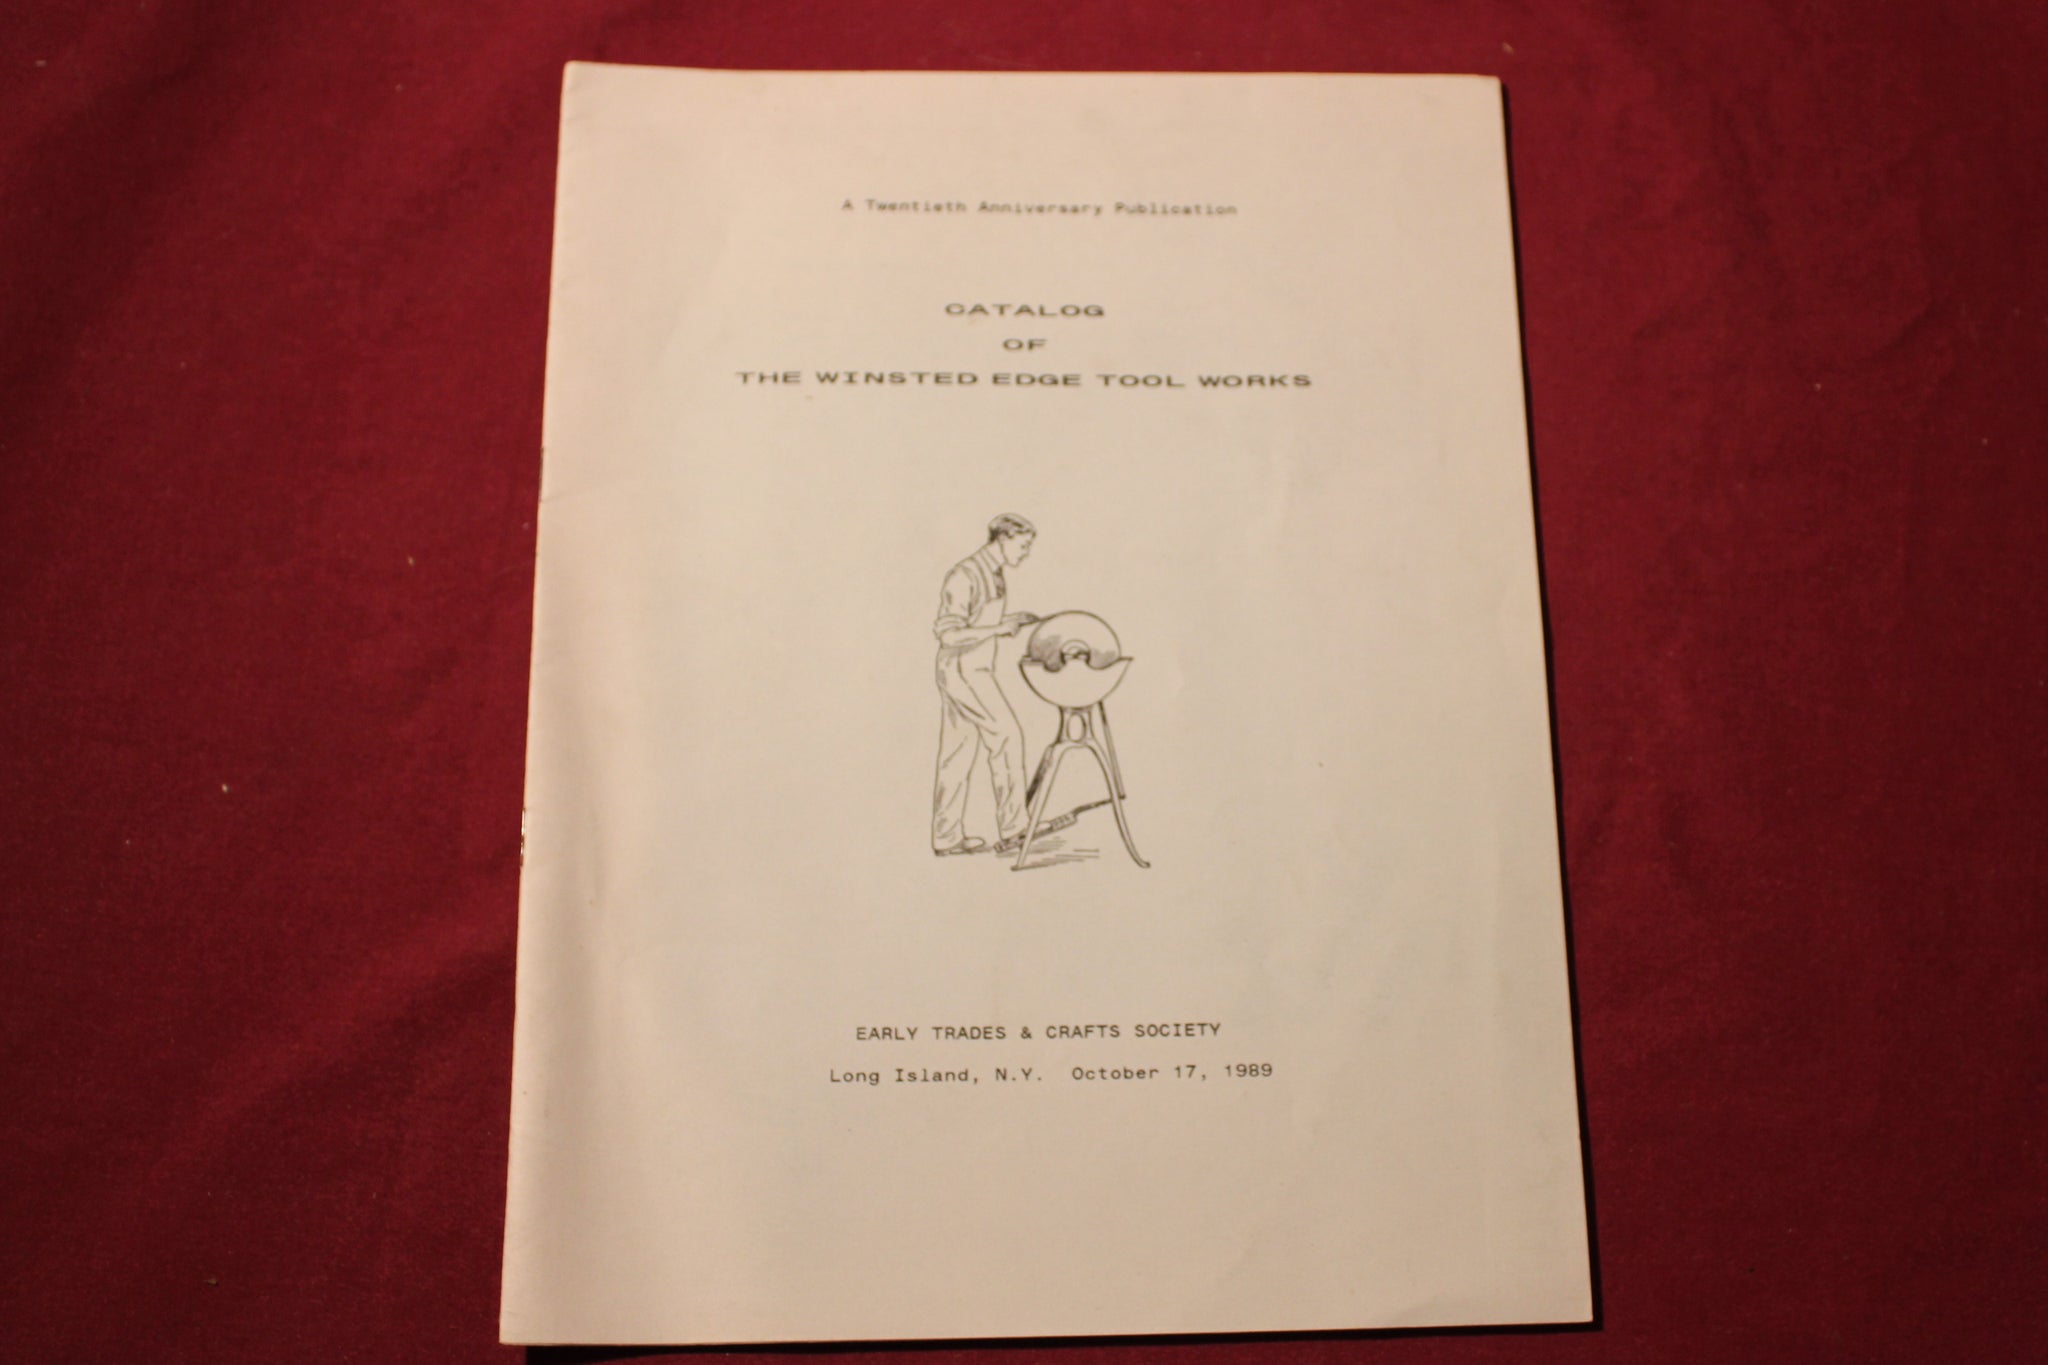 A Twentieth Anniversary Publication
CATALOG
OF
THE WINSTED EDGE TOOL WORKS
EARLY TRADES & CRAFTS SOCIETY
Long Island, N.Y. October 17, 1989